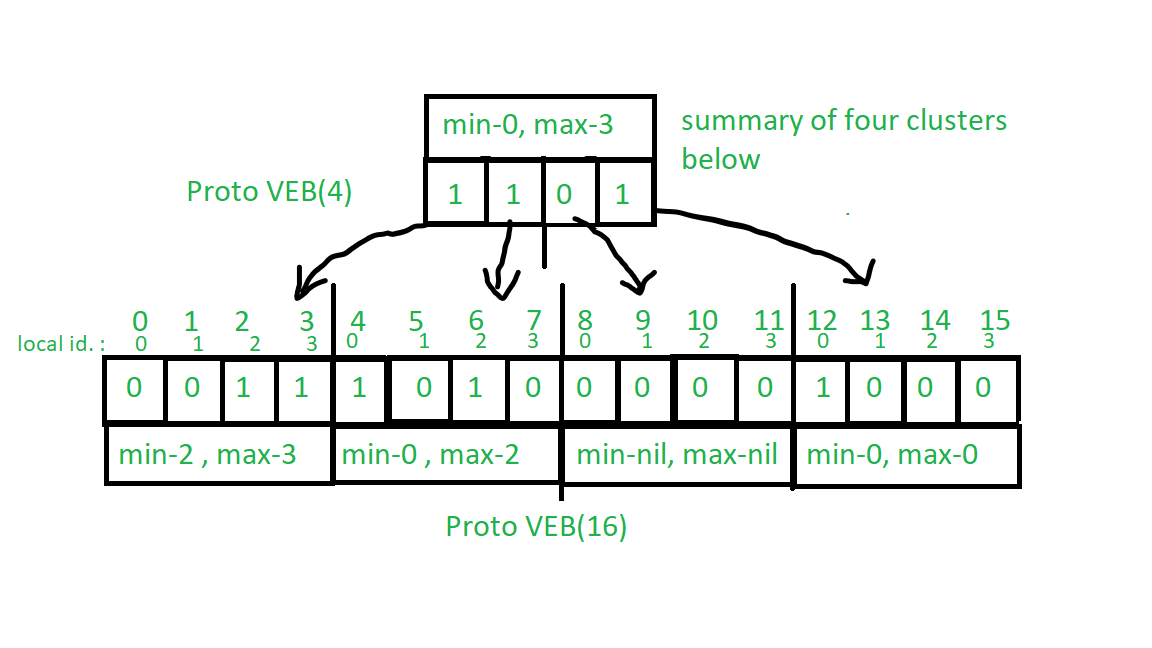 min-0, max-3
summary of four clusters
below
Proto VEB(4)
1 1 0 1
0 1 2 3 4 5 6 7 8 9 10 11 12 13 14 15
local id. : 0 1 2 3 0 1 2 3 0 1 2 3 0 1 2 3
0 0 1 1 1 0 1 0 0 0 0 0 1 0 0 0
min-2 , max-3 min-0 , max-2 min-nil, max-nil min-0, max-0
Proto VEB(16)